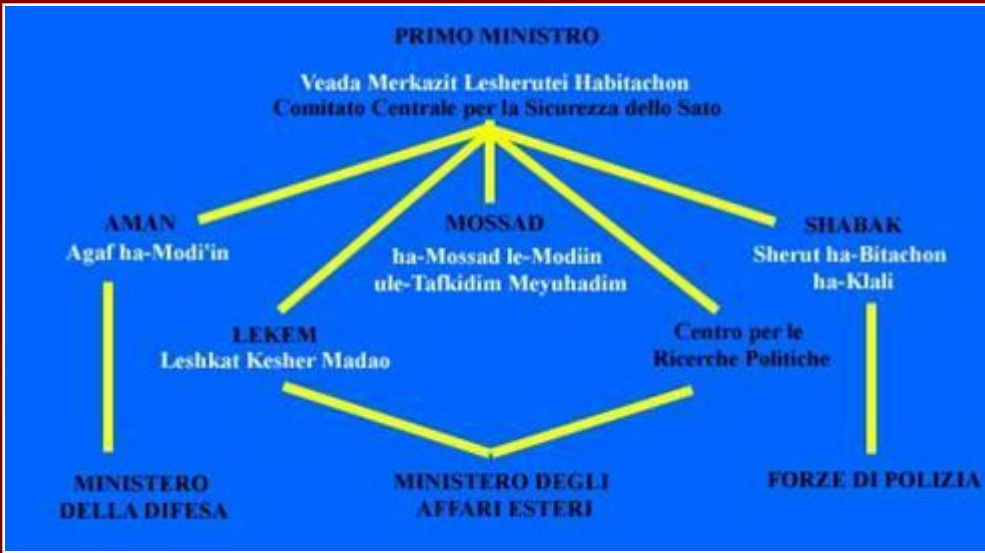 PRIMO MINISTRO
Veada Merkazit Lesherutei Habitachon
Comitato Centrale per la Sicurezza dello Sato
AMAN
Agaf ha-Modi'in
MOSSAD
ha-Mossad le-Modiin
ule-Tafkidim Meyuhadim
SHABAK
Sherut ha-Bitachon
ha-Klali
LEKEM
Leshkat Kesher Madao
Centro per le
Ricerche Politiche
MINISTERO
DELLA DIFESA
MINISTERO DEGLI
AFFARI ESTERI
FORZE DI POLIZIA